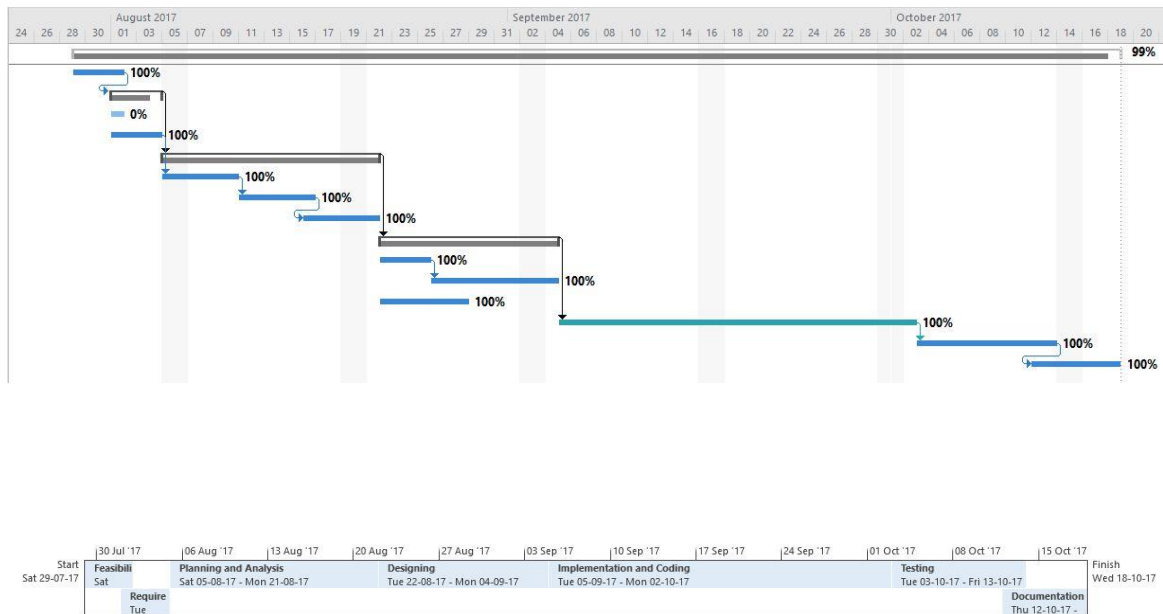 August 2017 September 2017 October 2017
24 26 28 30 01 03 05 07 09 11 13 15 17 19 21 23 25 27 29 31 02 04 06 08 10 12 14 16 18 20 22 24 26 28 30 02 04 06 08 10 12 14 16 18 20
99%
100%
0%
100%
100%
100%
100%
100%
100%
100%
100%
100%
100%
30 Jul '17 06 Aug '17 13 Aug '17 20 Aug '17 27 Aug '17 03 Sep '17 10 Sep '17 17 Sep '17 24 Sep '17 01 Oct '17 08 Oct '17 15 Oct '17
Start
Sat 29-07-17
Feasibili
Sat
Planning and Analysis
Sat 05-08-17 - Mon 21-08-17
Designing
Tue 22-08-17 - Mon 04-09-17
Implementation and Coding
Tue 05-09-17 - Mon 02-10-17
Testing
Tue 03-10-17 - Fri 13-10-17
Finish
Wed 18-10-17
Require
Tue
Documentation
Thu 12-10-17 -